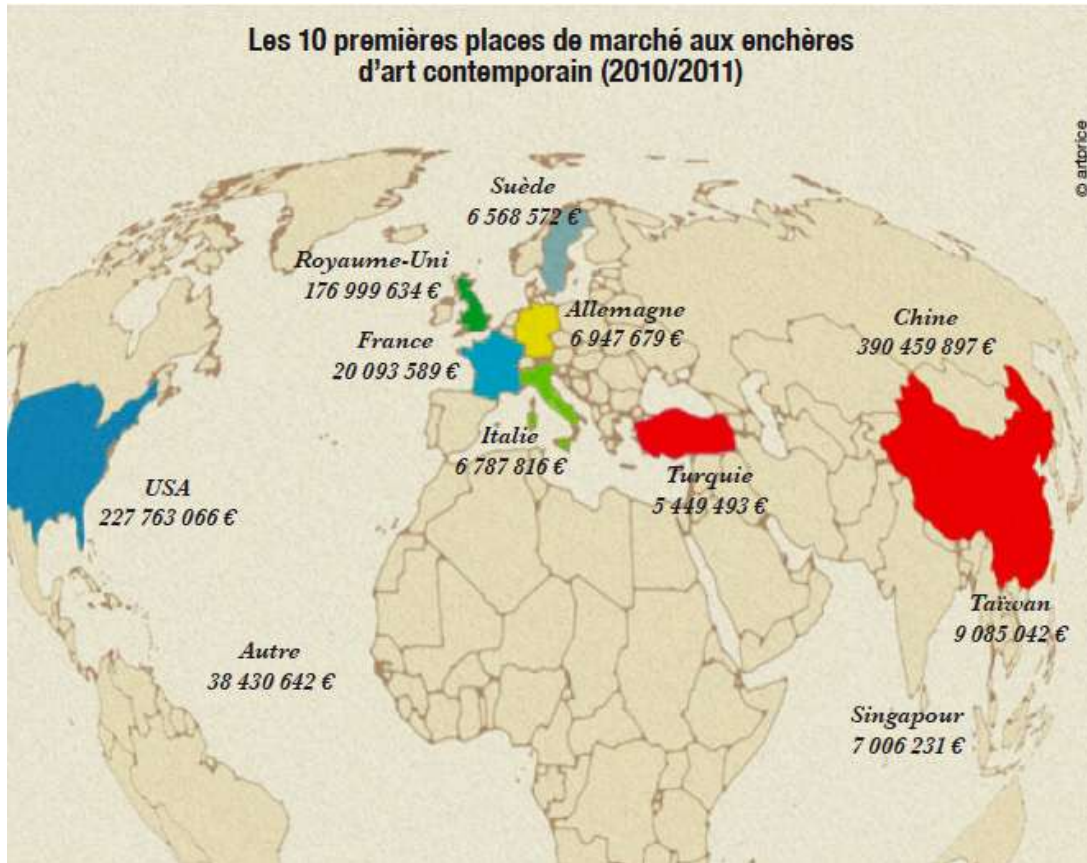 Les 10 premières places de marché aux enchères
d'art contemporain (2010/2011)
© artprice
Suède
6 568 572 €
Royaume-Uni
176 999 634 €
Allemagne
6 947 679 €
Chine
390 459 897 €
France
20 093 589 €
Italie
6 787 816 €
Turquie
5 449 493 €
USA
227 763 066 €
Taïwan
9 085 042 €
Autre
38 430 642 €
Singapour
7 006 231 €